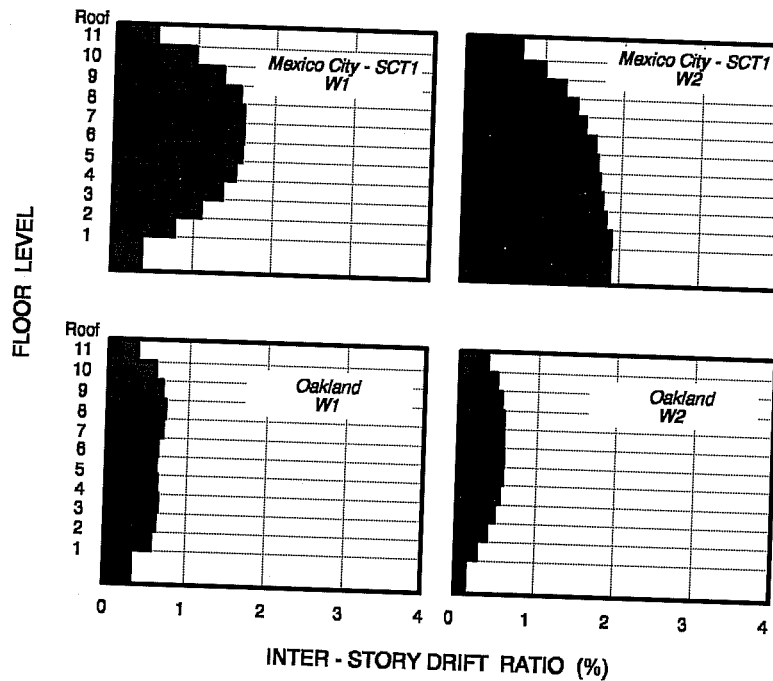 Roof
11
10
9
8
7
6
5
4
3
2
1
Mexico City - SCT1
W1
Mexico City - SCT1
W2
FLOOR LEVEL
Roof
11
10
9
8
7
6
5
4
3
2
1
Oakland
W1
Oakland
W2
0 1 2 3 4
0 1 2 3 4
INTER - STORY DRIFT RATIO (%)